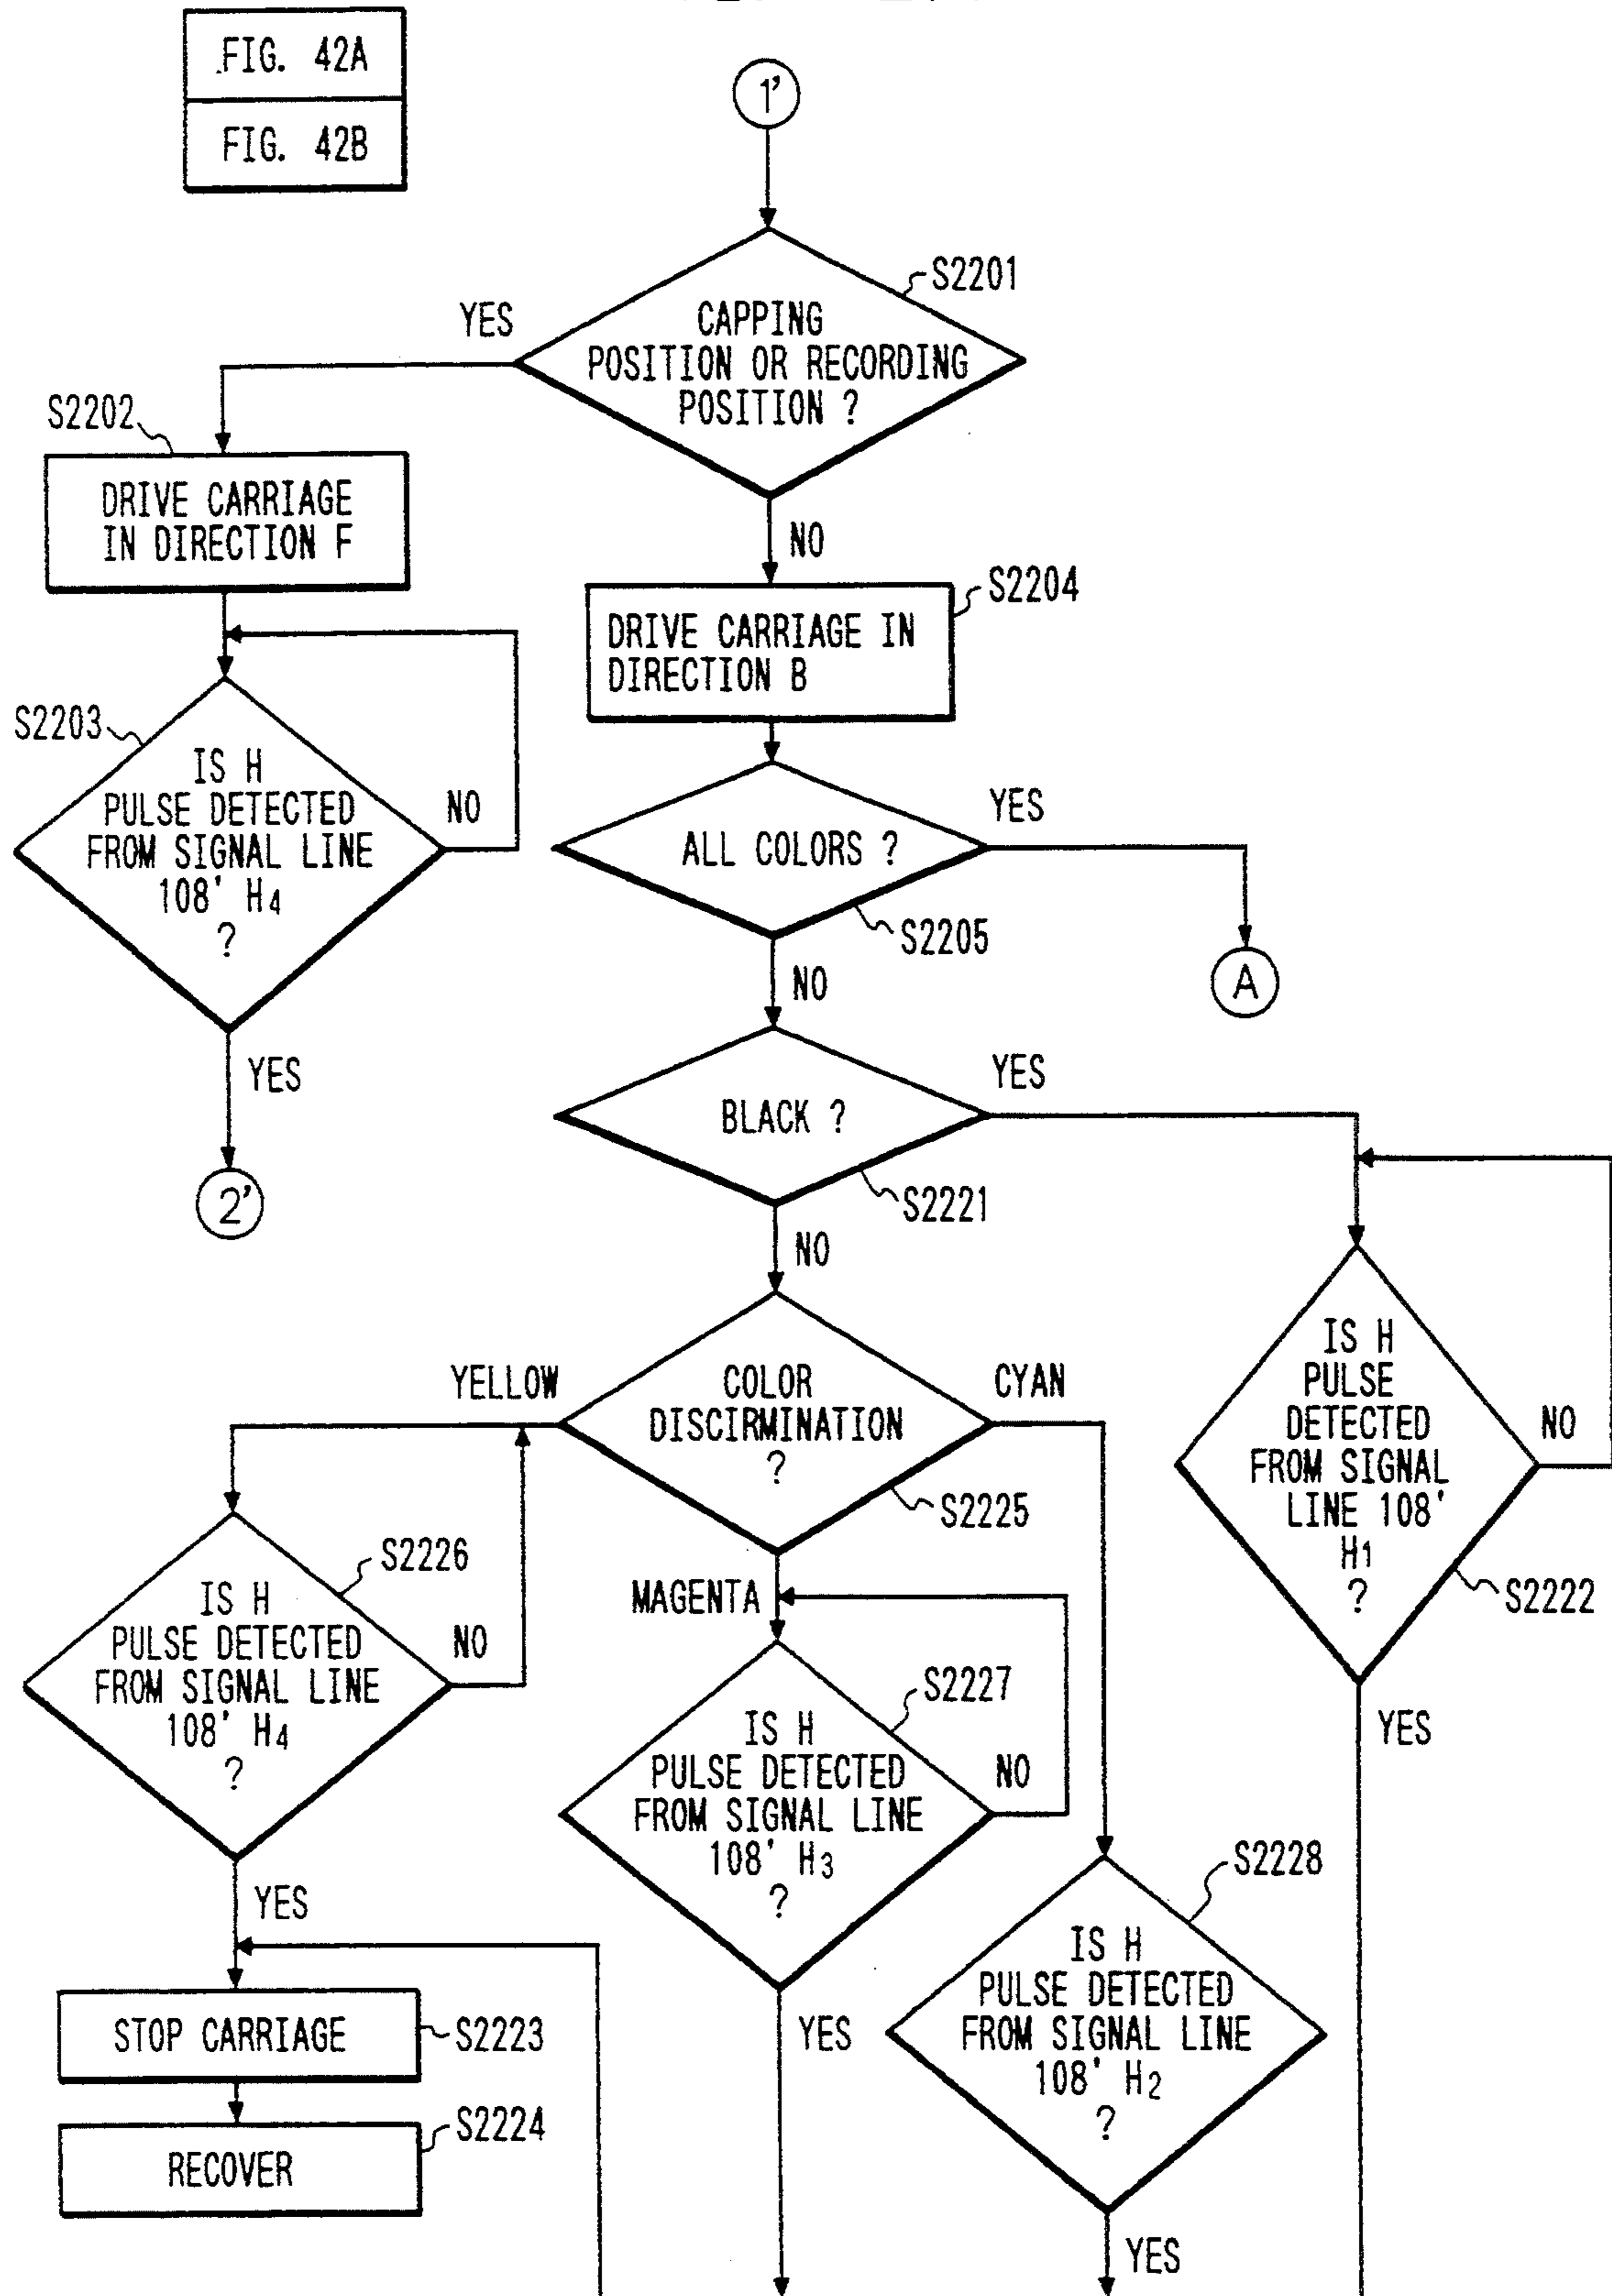 FIG. 42A
FIG. 42B
1'
S2201
YES
CAPPING
POSITION OR RECORDING
POSITION ?
NO
S2202
DRIVE CARRIAGE
IN DIRECTION F
S2204
DRIVE CARRIAGE IN
DIRECTION B
S2203
IS H
PULSE DETECTED
FROM SIGNAL LINE
108' H4
?
NO
YES
2'
ALL COLORS ?
YES
S2205
NO
A
BLACK ?
YES
S2221
NO
IS H
PULSE
DETECTED
FROM SIGNAL
LINE 108'
H1
?
NO
S2222
YES
YELLOW
COLOR
DISCIRMINATION
?
CYAN
S2225
MAGENTA
S2226
IS H
PULSE DETECTED
FROM SIGNAL LINE
108' H4
?
NO
YES
S2227
IS H
PULSE DETECTED
FROM SIGNAL LINE
108' H3
?
NO
YES
S2228
IS H
PULSE DETECTED
FROM SIGNAL LINE
108' H2
?
YES
STOP CARRIAGE
S2223
RECOVER
S2224